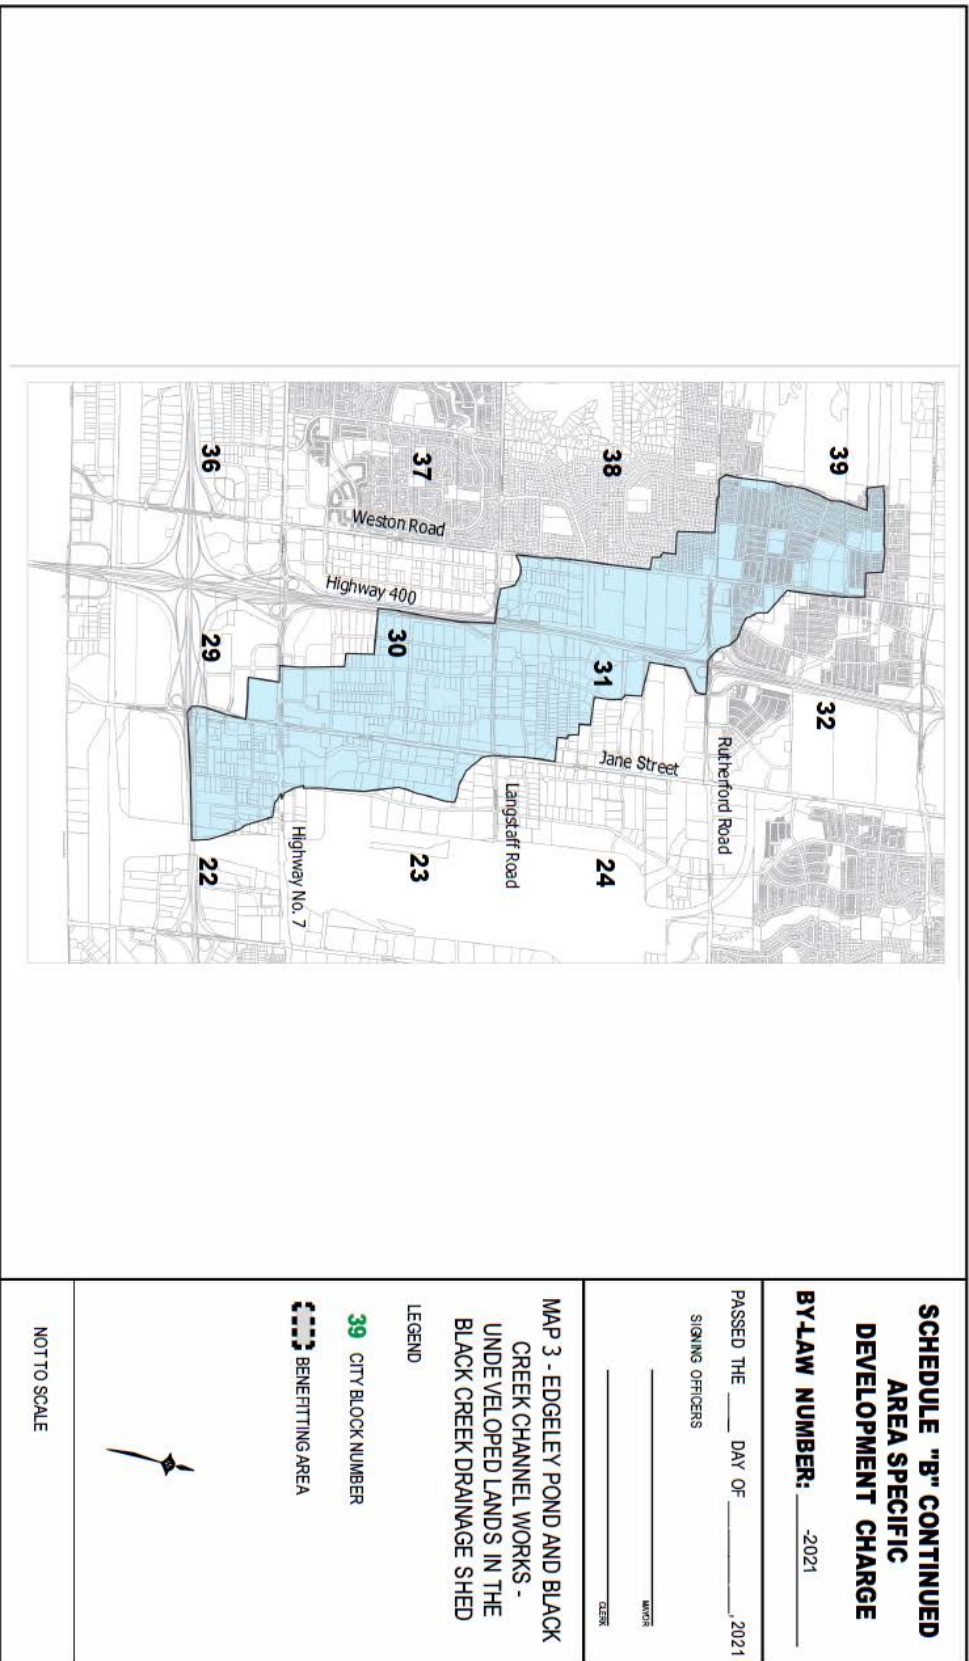 SCHEDULE "B" CONTINUED
AREA SPECIFIC
DEVELOPMENT CHARGE
BY-LAW NUMBER: ______ -2021
PASSED THE ____ DAY OF __________, 2021
SIGNING OFFICERS
MAYOR
CLERK
MAP 3 - EDGELEY POND AND BLACK
CREEK CHANNEL WORKS -
UNDEVELOPED LANDS IN THE
BLACK CREEK DRAINAGE SHED
LEGEND
39 CITY BLOCK NUMBER
BENEFITTING AREA
NOT TO SCALE
39
32
Rutherford Road
38
31
Jane Street
24
Langstaff Road
37
Weston Road
Highway 400
30
23
Highway No. 7
36
29
22